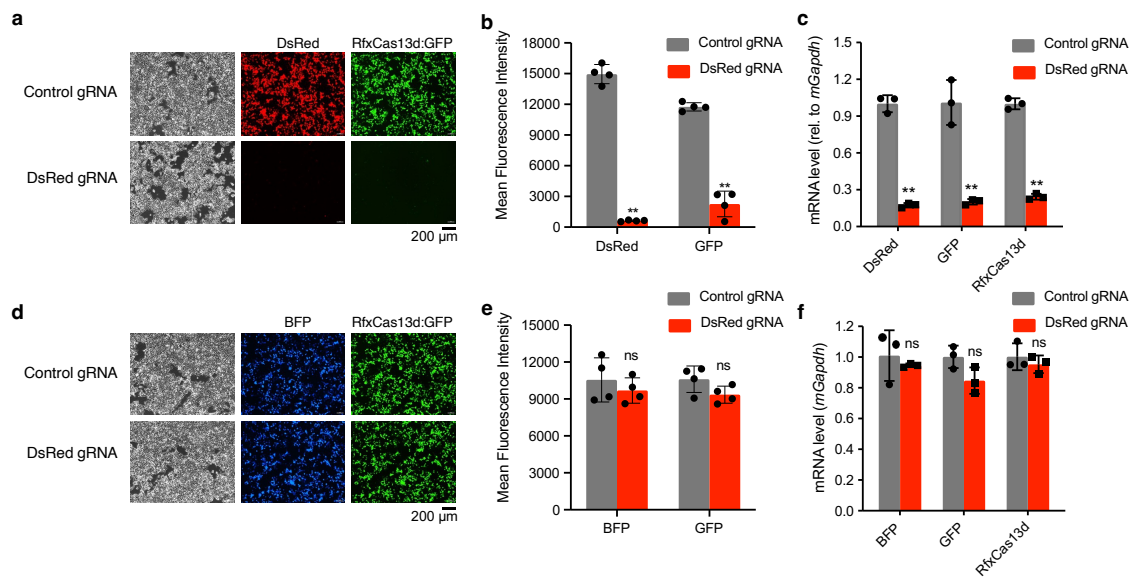 a
DsRed
RfxCas13d:GFP
Control gRNA
DsRed gRNA
200 µm
b
Mean Fluorescence Intensity
18000
15000
12000
9000
6000
3000
0
Control gRNA
DsRed gRNA
**
**
DsRed
GFP
c
mRNA level (rel. to mGapdh)
1.5
1.2
0.9
0.6
0.3
0.0
Control gRNA
DsRed gRNA
**
**
**
DsRed
GFP
RfxCas13d
d
BFP
RfxCas13d:GFP
Control gRNA
DsRed gRNA
200 µm
e
Mean Fluorescence Intensity
15000
12000
9000
6000
3000
0
Control gRNA
DsRed gRNA
ns
ns
BFP
GFP
f
mRNA level (mGapdh)
1.2
1.0
0.8
0.6
0.4
0.2
0.0
Control gRNA
DsRed gRNA
ns
ns
ns
BFP
GFP
RfxCas13d